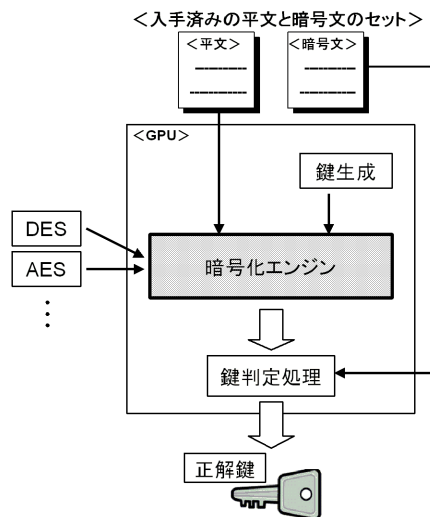 ＜入手済みの平文と暗号文のセット＞
＜平文＞
＜暗号文＞
＜GPU＞
鍵生成
DES
AES
暗号化エンジン
鍵判定処理
正解鍵